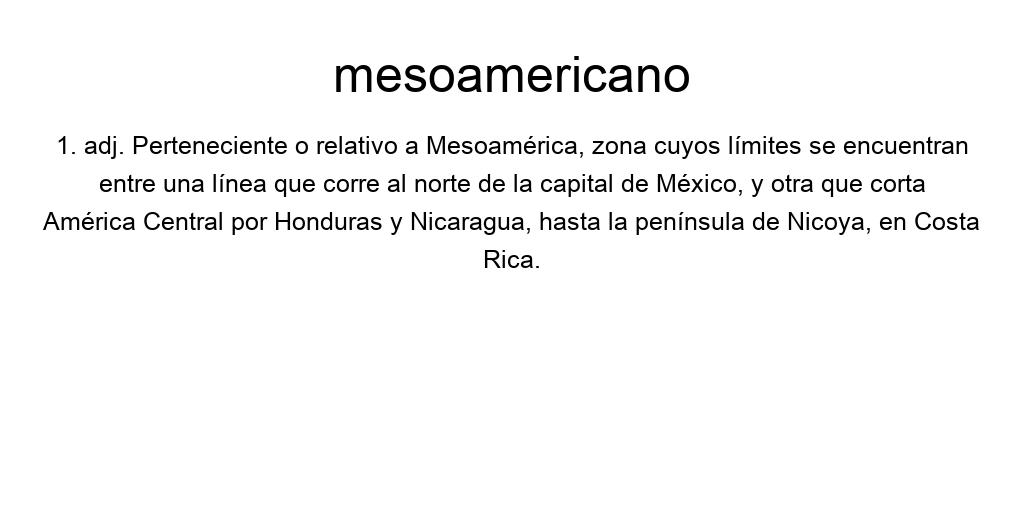 mesoamericano
1. adj. Perteneciente o relativo a Mesoamérica, zona cuyos límites se encuentran
entre una línea que corre al norte de la capital de México, y otra que corta
América Central por Honduras y Nicaragua, hasta la península de Nicoya, en Costa
Rica.